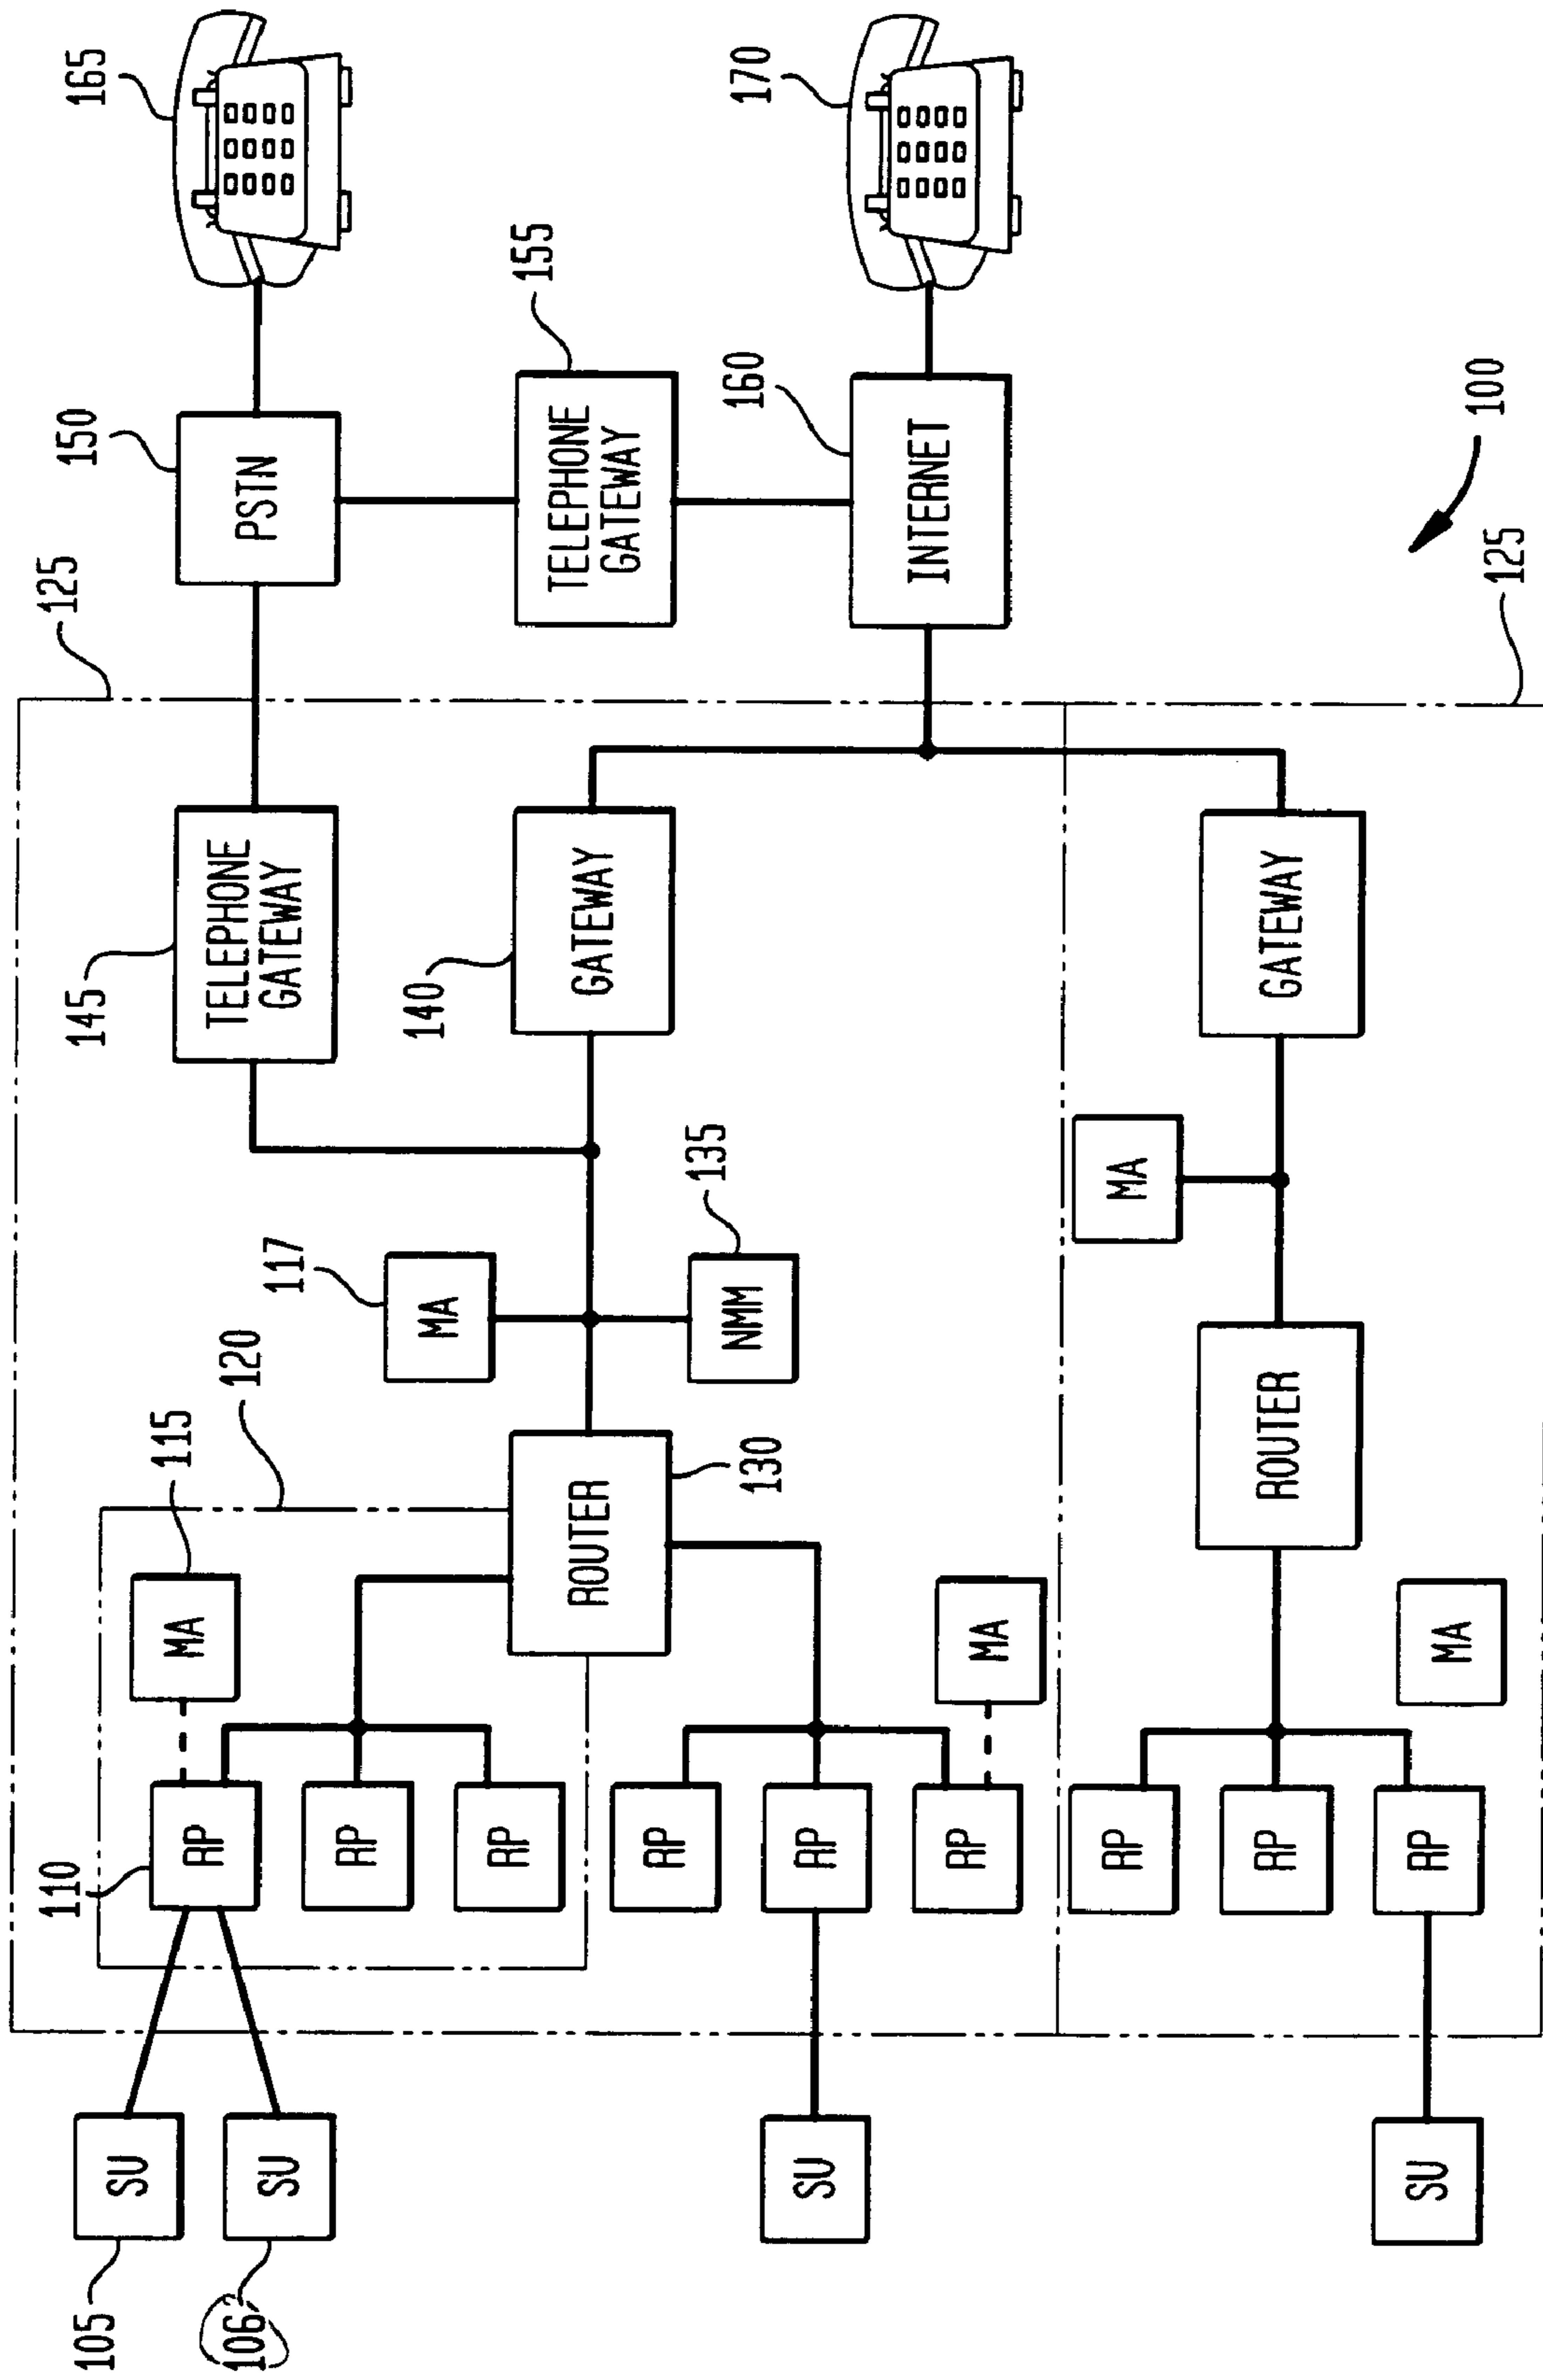 125
110
105
145
150
165
SU
115
MA
RP
TELEPHONE
GATEWAY
PSTN
106
SU
120
117
RP
MA
140
RP
ROUTER
GATEWAY
155
TELEPHONE
GATEWAY
RP
135
NMM
130
160
170
SU
RP
RP
MA
INTERNET
RP
MA
RP
ROUTER
GATEWAY
SU
RP
MA
100
125